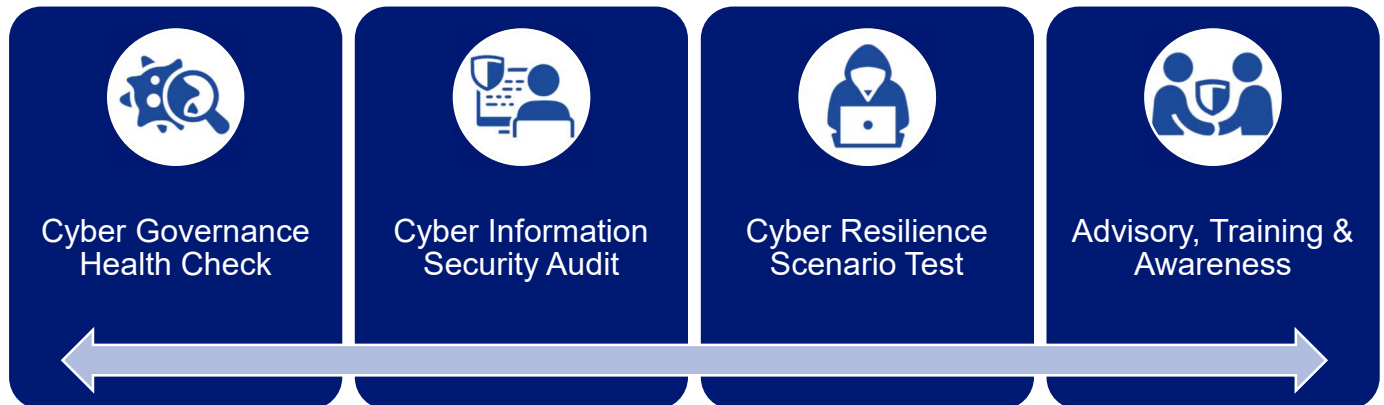 Cyber Governance
Health Check
Cyber Information
Security Audit
Cyber Resilience
Scenario Test
Advisory, Training &
Awareness